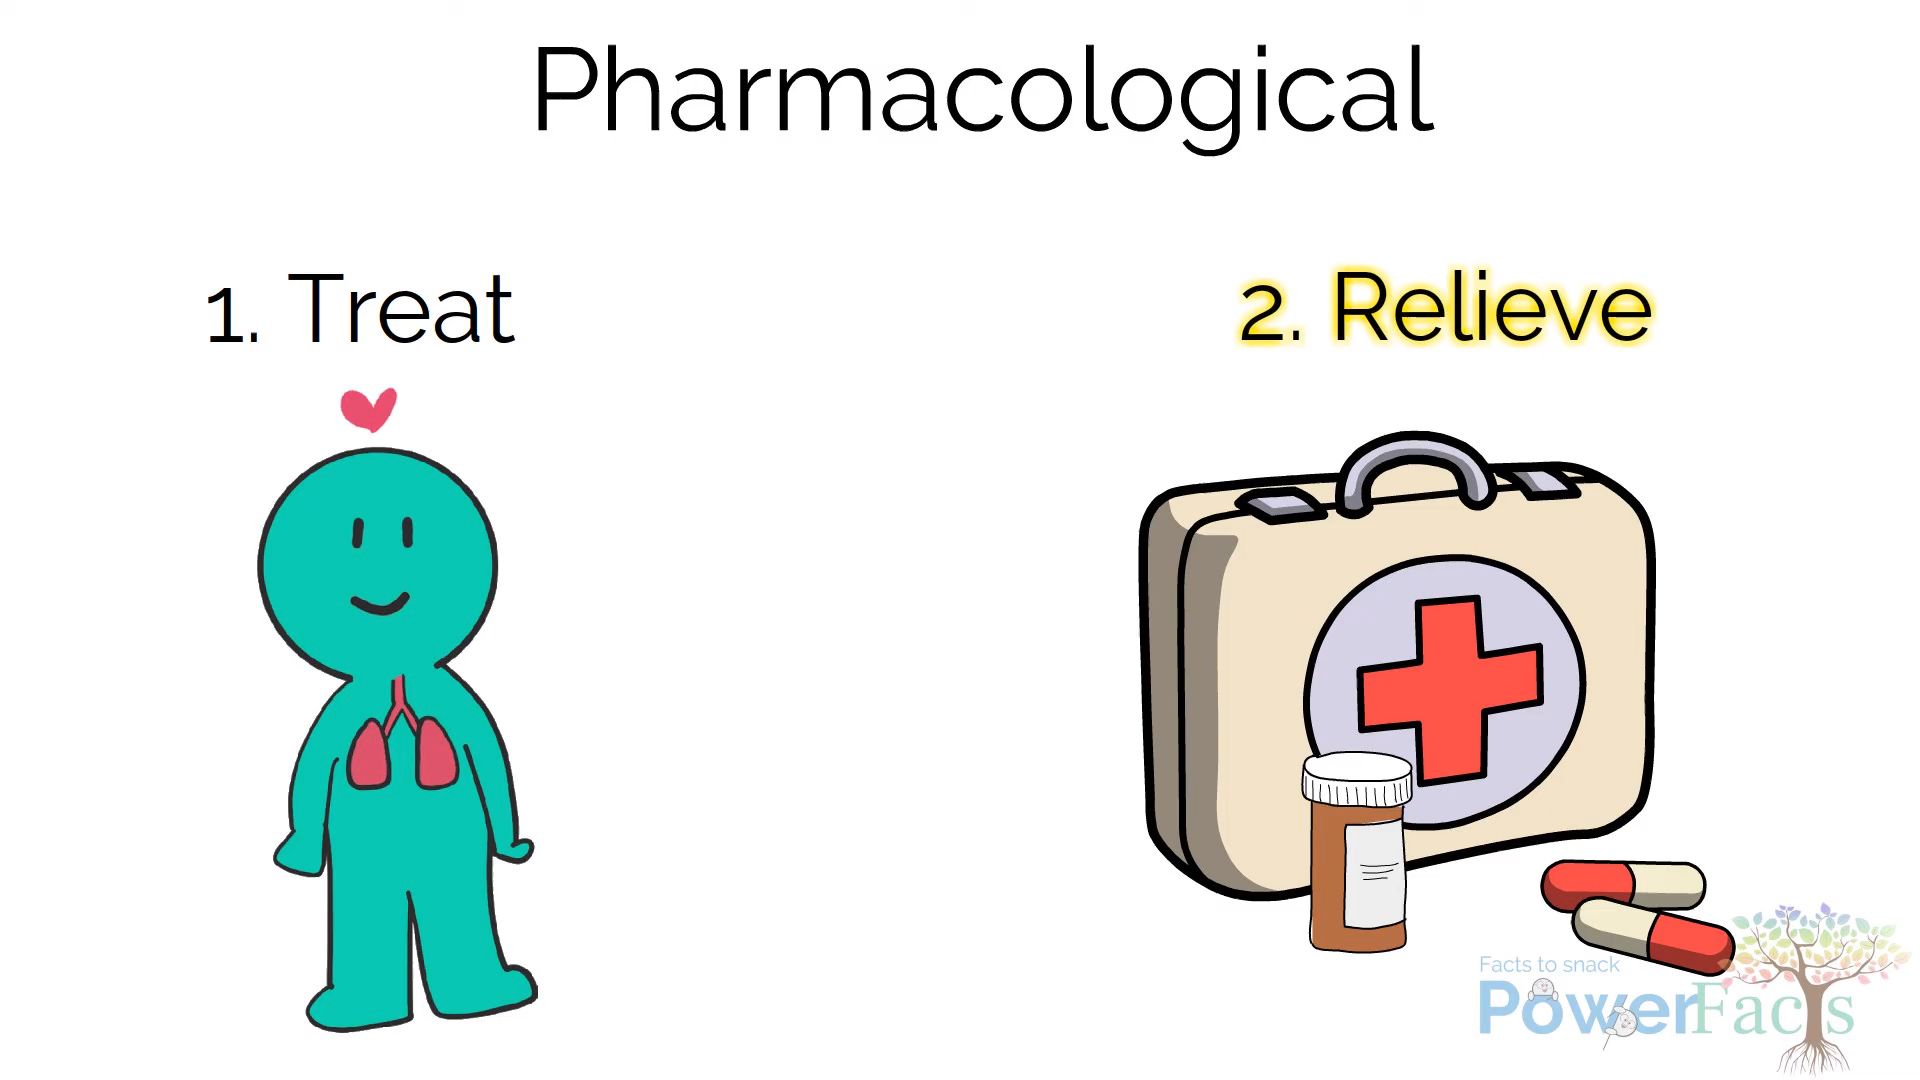 Pharmacological
1. Treat
2. Relieve
Facts to snack
PowerFacts